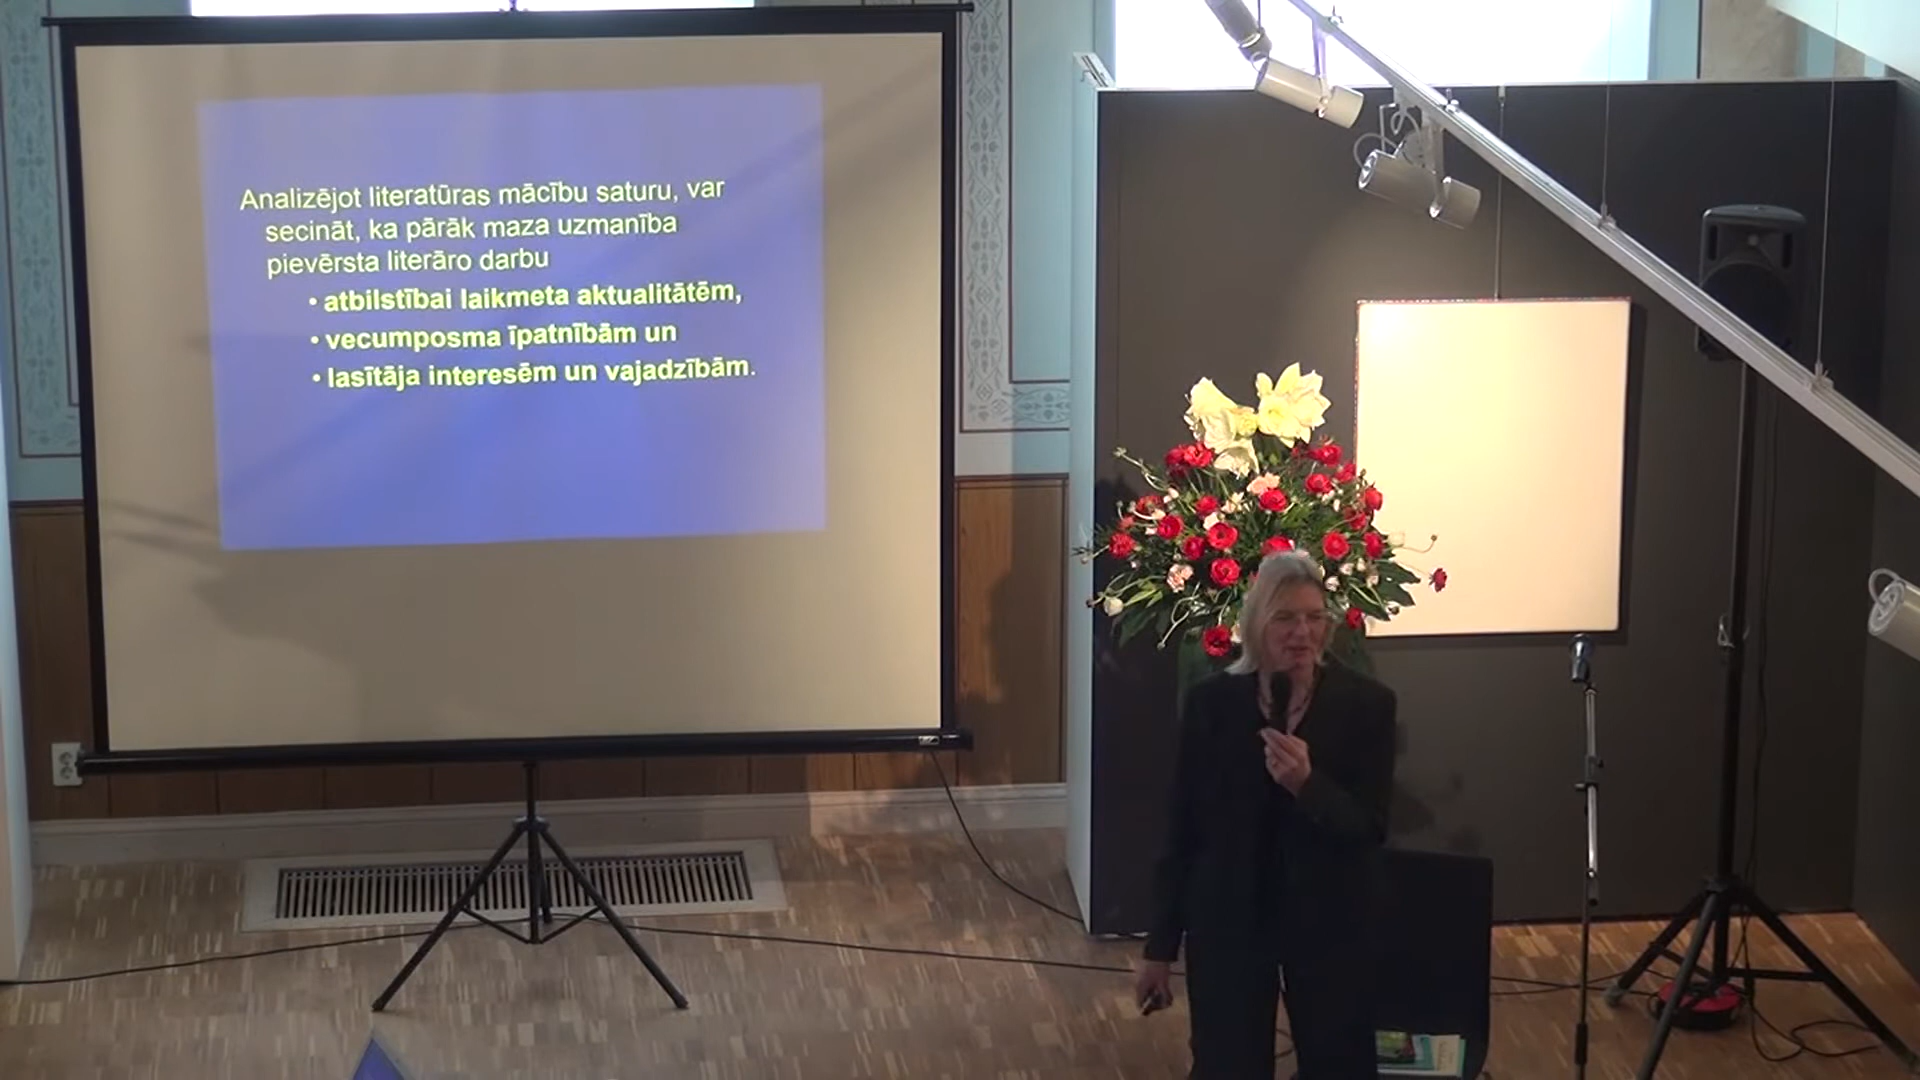 Analizējot literatūras mācību saturu, var
secināt, ka pārāk maza uzmanība
pievērsta literāro darbu
• atbilstībai laikmeta aktualitātēm,
• vecumposma īpatnībām un
• lasītāja interesēm un vajadzībām.